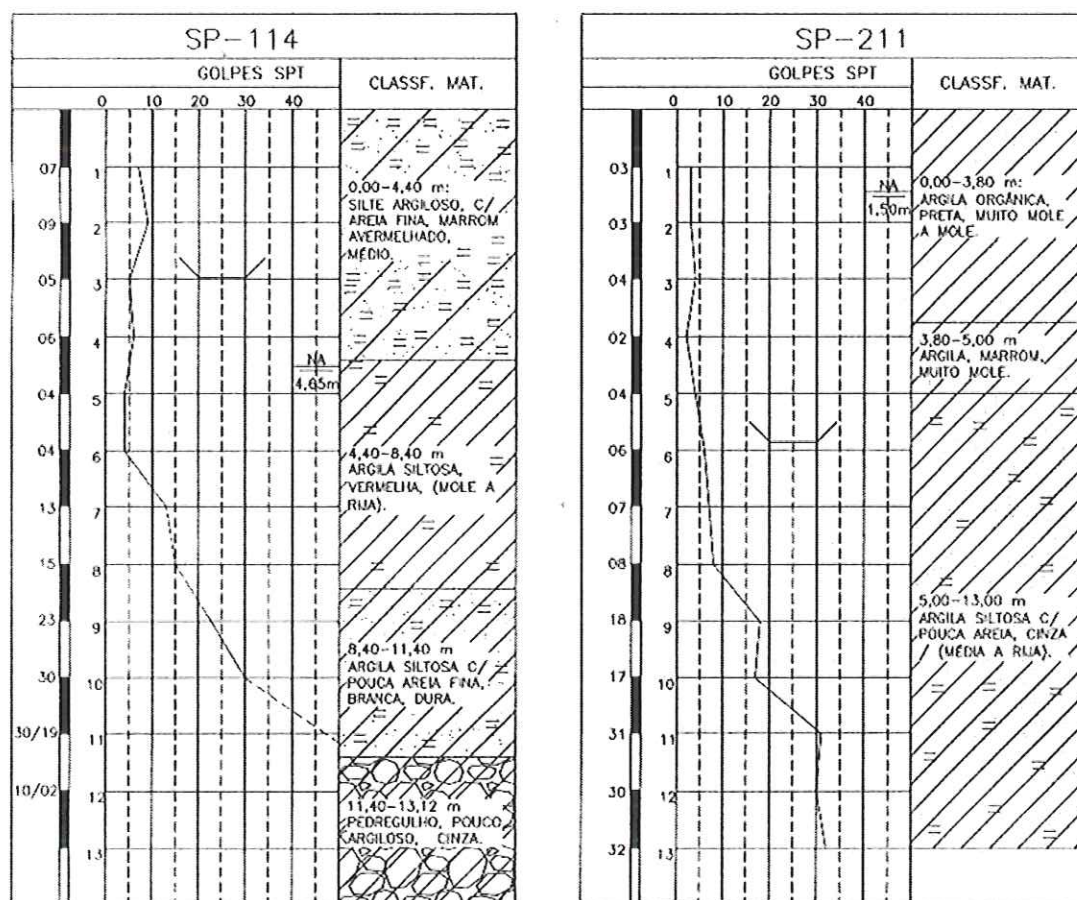 SP-114
GOLPES SPT
CLASSF. MAT.
0 10 20 30 40
07 1
09 2
05 3
06 4
04 5
04 6
13 7
15 8
23 9
30 10
30/19 11
10/02 12
13
NA
4,65m
0,00-4,40 m:
SILTE ARGILOSO, C/
AREIA FINA, MARROM
AVERMELHADO,
MÉDIO.
4,40-8,40 m
ARGILA SILTOSA,
VERMELHA, (MOLE A
RIJA).
8,40-11,40 m
ARGILA SILTOSA C/
POUCA AREIA FINA,
BRANCA, DURA.
11,40-13,12 m
PEDREGULHO, POUCO
ARGILOSO, CINZA.
SP-211
GOLPES SPT
CLASSF. MAT.
0 10 20 30 40
03 1
03 2
04 3
02 4
04 5
06 6
07 7
08 8
18 9
17 10
31 11
30 12
32 13
NA
1,50m
0,00-3,80 m:
ARGILA ORGÂNICA,
PRETA, MUITO MOLE
A MOLE.
3,80-5,00 m
ARGILA, MARROM,
MUITO MOLE.
5,00-13,00 m
ARGILA SILTOSA C/
POUCA AREIA, CINZA
(MÉDIA A RIJA).